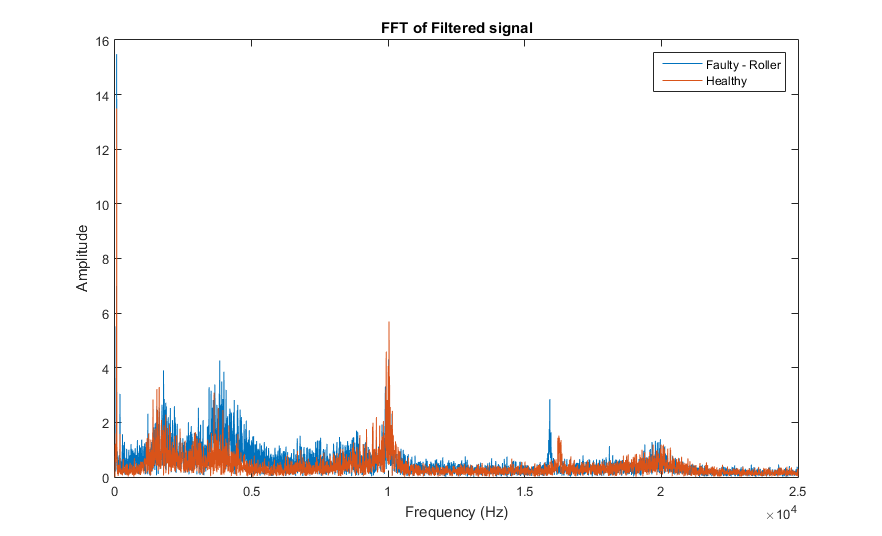 FFT of Filtered signal
16
14
12
10
8
6
4
2
0
Amplitude
Faulty - Roller
Healthy
0 0.5 1 1.5 2 2.5
Frequency (Hz)
×10⁴